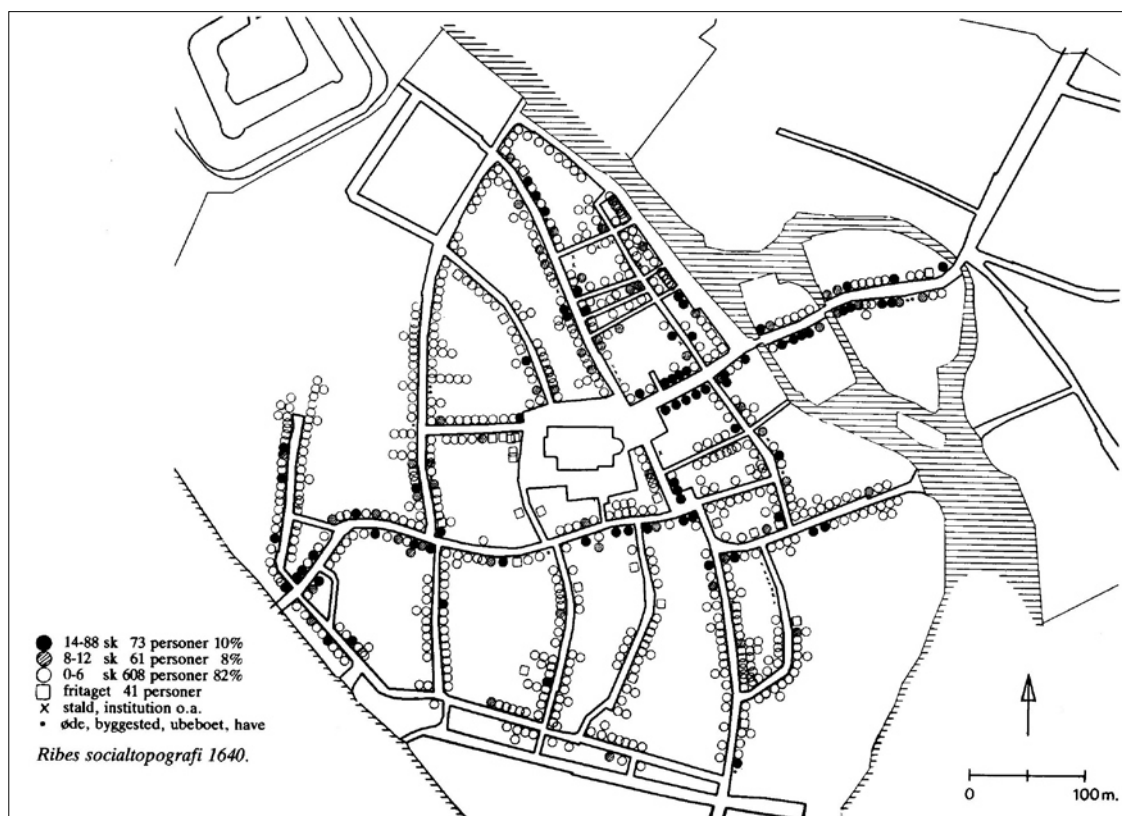 14-88 sk 73 personer 10%
8-12 sk 61 personer 8%
0-6 sk 608 personer 82%
fritaget 41 personer
x stald, institution o.a.
• øde, byggested, ubeboet, have
Ribes socialtopografi 1640.
0 100 m.